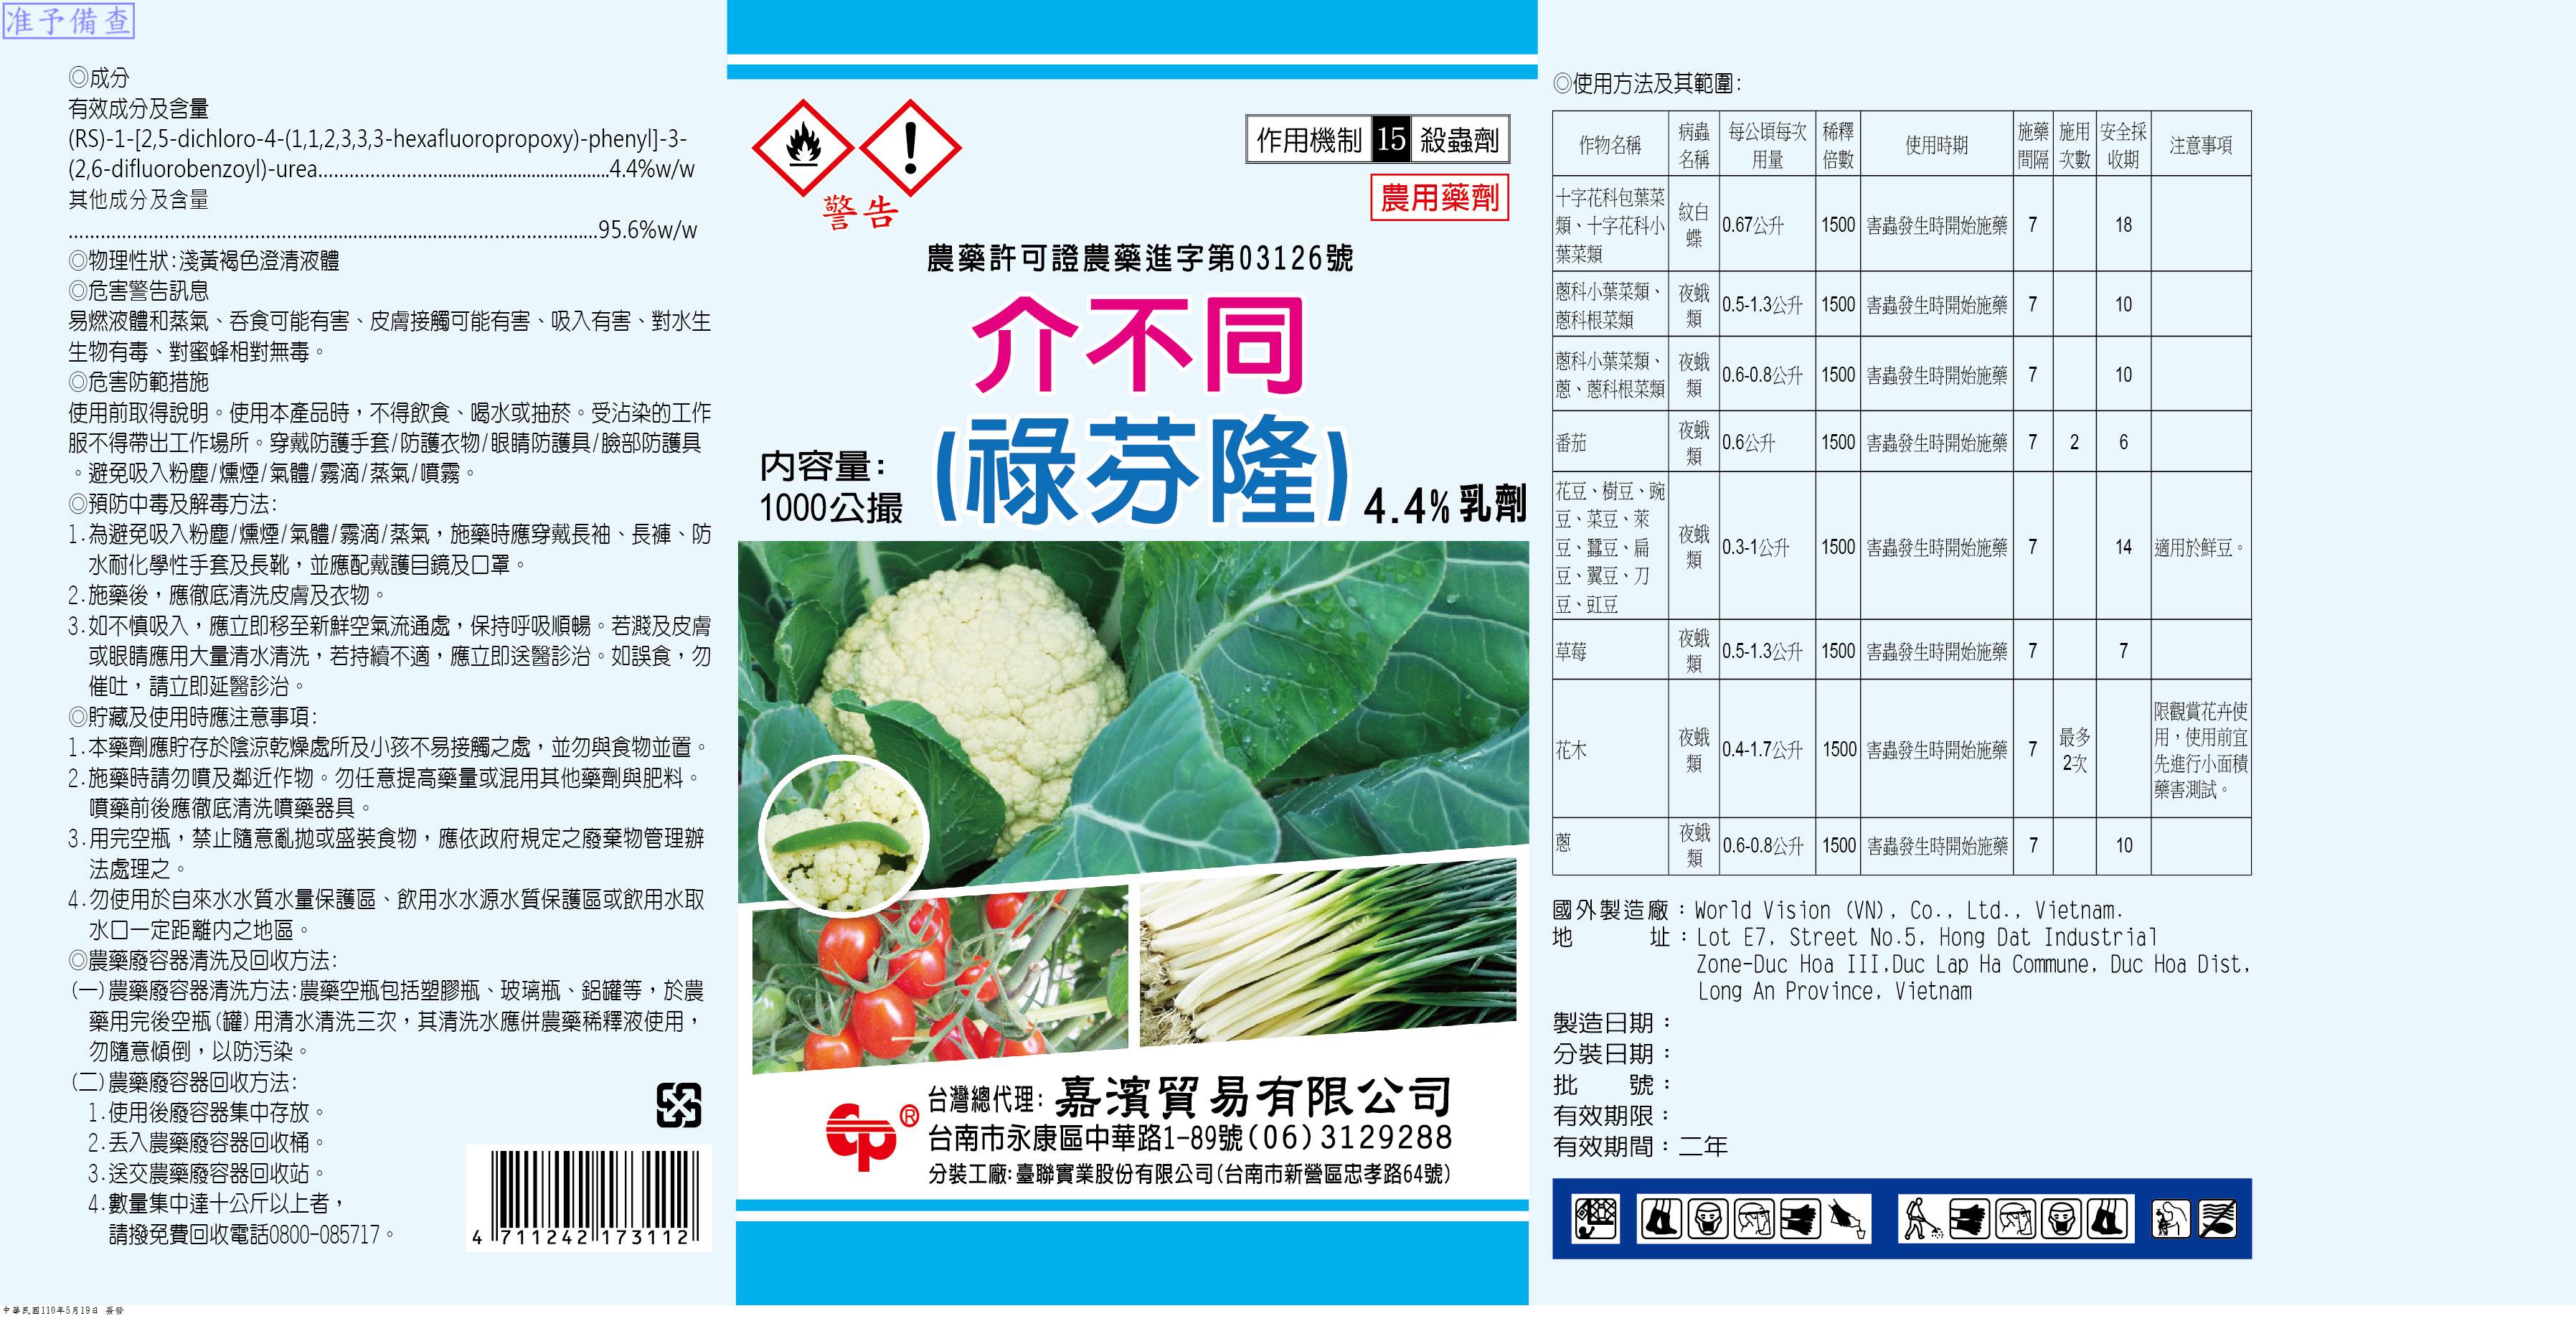 准予備查
◎成分
有效成分及含量
(RS)-1-[2,5-dichloro-4-(1,1,2,3,3,3-hexafluoropropoxy)-phenyl]-3-
(2,6-difluorobenzoyl)-urea................................................................4.4%w/w
其他成分及含量
....................................................................................................95.6%w/w
◎物理性狀:淺黃褐色澄清液體
◎危害警告訊息
易燃液體和蒸氣、吞食可能有害、皮膚接觸可能有害、吸入有害、對水生
生物有毒、對蜜蜂相對無毒。
◎危害防範措施
使用前取得說明。使用本產品時,不得飲食、喝水或抽菸。受沾染的工作
服不得帶出工作場所。穿戴防護手套/防護衣物/眼睛防護具/臉部防護具
。避免吸入粉塵/燻煙/氣體/霧滴/蒸氣/噴霧。
◎預防中毒及解毒方法:
1.為避免吸入粉塵/燻煙/氣體/霧滴/蒸氣,施藥時應穿戴長袖、長褲、防
水耐化學性手套及長靴,並應配戴護目鏡及口罩。
2.施藥後,應徹底清洗皮膚及衣物。
3.如不慎吸入,應立即移至新鮮空氣流通處,保持呼吸順暢。若濺及皮膚
或眼睛應用大量清水清洗,若持續不適,應立即送醫診治。如誤食,勿
催吐,請立即延醫診治。
◎貯藏及使用時應注意事項:
1.本藥劑應貯存於陰涼乾燥處所及小孩不易接觸之處,並勿與食物並置。
2.施藥時請勿噴及鄰近作物。勿任意提高藥量或混用其他藥劑與肥料。
噴藥前後應徹底清洗噴藥器具。
3.用完空瓶,禁止隨意亂拋或盛裝食物,應依政府規定之廢棄物管理辦
法處理之。
4.勿使用於自來水水質水量保護區、飲用水水源水質保護區或飲用水取
水口一定距離內之地區。
◎農藥廢容器清洗及回收方法:
(一)農藥廢容器清洗方法:農藥空瓶包括塑膠瓶、玻璃瓶、鋁罐等,於農
藥用完後空瓶(罐)用清水清洗三次,其清洗水應併農藥稀釋液使用,
勿隨意傾倒,以防污染。
(二)農藥廢容器回收方法:
1.使用後廢容器集中存放。
2.丟入農藥廢容器回收桶。
3.送交農藥廢容器回收站。
4.數量集中達十公斤以上者,
請撥免費回收電話0800-085717。
4 711242 173112
中華民國110年5月19日 簽發
警告
作用機制 15 殺蟲劑
農用藥劑
農藥許可證農藥進字第03126號
介不同
(祿芬隆)
4.4% 乳劑
內容量:
1000公撮
cp®
台灣總代理: 嘉濱貿易有限公司
台南市永康區中華路1-89號(06)3129288
分裝工廠:臺聯實業股份有限公司(台南市新營區忠孝路64號)
◎使用方法及其範圍:
作物名稱 病蟲名稱 每公頃每次用量 稀釋倍數 使用時期 施藥間隔 施用次數 安全採收期 注意事項
十字花科包葉菜類、十字花科小葉菜類 紋白蝶 0.67公升 1500 害蟲發生時開始施藥 7 18
蔥科小葉菜類、蔥科根菜類 夜蛾類 0.5-1.3公升 1500 害蟲發生時開始施藥 7 10
蔥科小葉菜類、蔥、蔥科根菜類 夜蛾類 0.6-0.8公升 1500 害蟲發生時開始施藥 7 10
番茄 夜蛾類 0.6公升 1500 害蟲發生時開始施藥 7 2 6
花豆、樹豆、豌豆、菜豆、萊豆、蠶豆、扁豆、翼豆、刀豆、豇豆 夜蛾類 0.3-1公升 1500 害蟲發生時開始施藥 7 14 適用於鮮豆。
草莓 夜蛾類 0.5-1.3公升 1500 害蟲發生時開始施藥 7 7
花木 夜蛾類 0.4-1.7公升 1500 害蟲發生時開始施藥 7 最多2次 限觀賞花卉使用,使用前宜先進行小面積藥害測試。
蔥 夜蛾類 0.6-0.8公升 1500 害蟲發生時開始施藥 7 10
國外製造廠:World Vision (VN), Co., Ltd., Vietnam.
地 址:Lot E7, Street No.5, Hong Dat Industrial
Zone-Duc Hoa III,Duc Lap Ha Commune, Duc Hoa Dist,
Long An Province, Vietnam
製造日期:
分裝日期:
批 號:
有效期限:
有效期間:二年